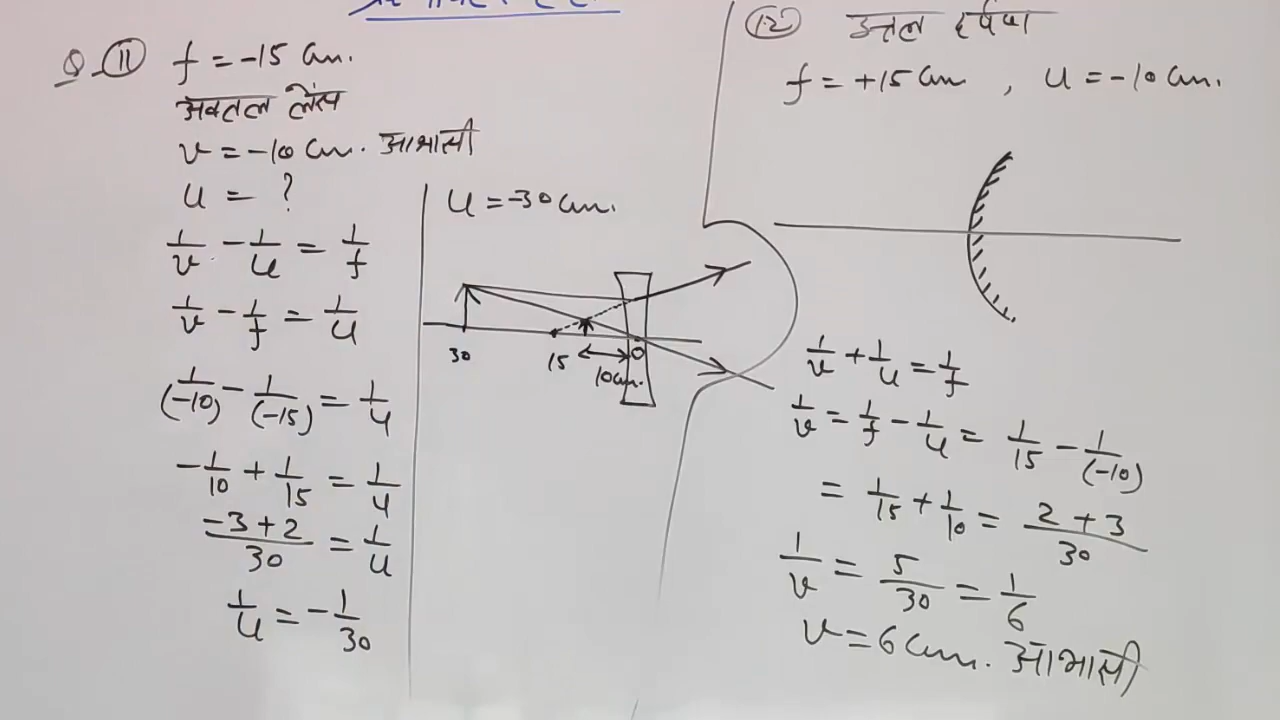 Q-(11) f = -15 cm.
अवतल लेंस
v = -10 cm. आभासी
u = ?
1/v - 1/u = 1/f
1/v - 1/f = 1/u
1/(-10) - 1/(-15) = 1/u
-1/10 + 1/15 = 1/u
-3+2/30 = 1/u
1/u = -1/30
u = -30 cm.
30 15 O
10cm.
(12) उत्तल दर्पण
f = +15 cm , u = -10 cm.
1/v + 1/u = 1/f
1/v = 1/f - 1/u = 1/15 - 1/(-10)
= 1/15 + 1/10 = 2+3/30
1/v = 5/30 = 1/6
v = 6 cm. आभासी